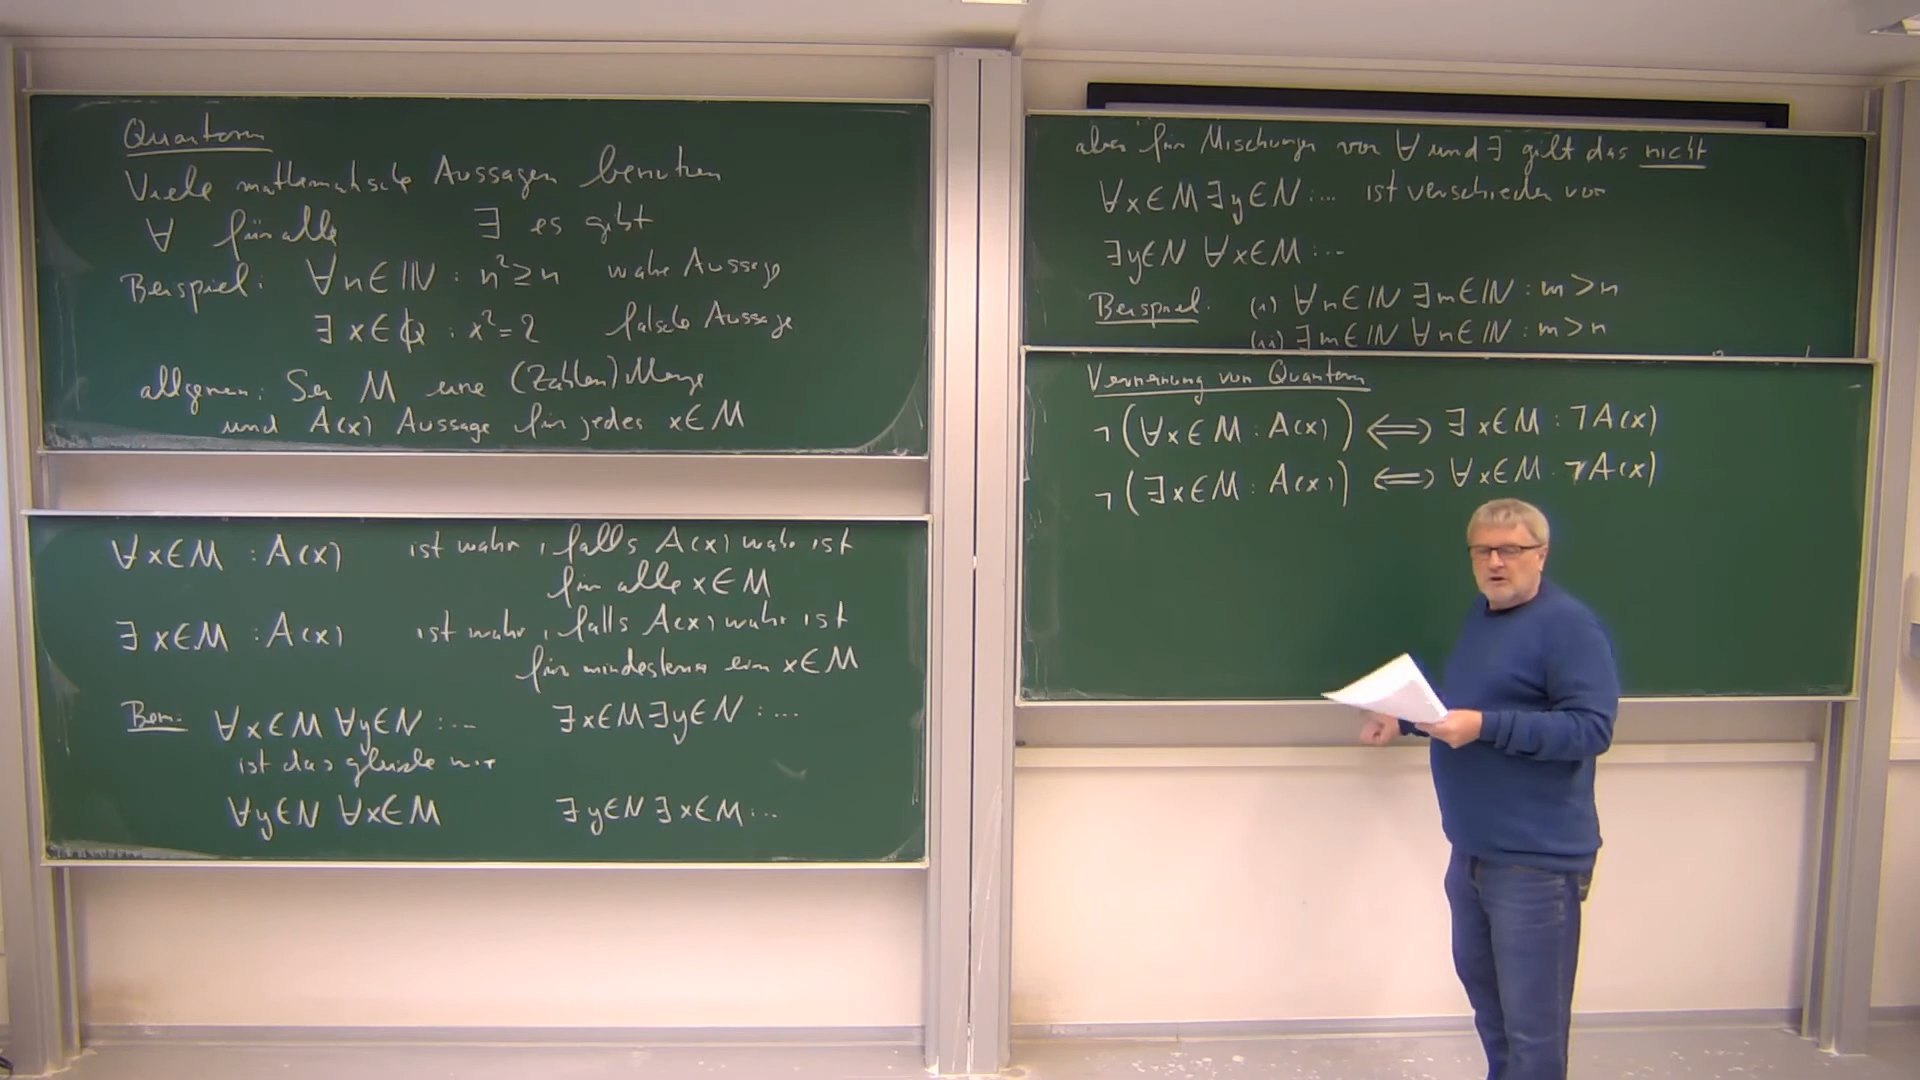 Quantoren
Viele mathematische Aussagen benutzen
∀ für alle ∃ es gibt
Beispiel: ∀n∈ℕ : n²≥n wahre Aussage
∃x∈ℚ : x²=2 falsche Aussage
allgemein: Sei M eine (Zahlen)Menge
und A(x) Aussage für jedes x∈M
∀x∈M : A(x) ist wahr, falls A(x) wahr ist
für alle x∈M
∃x∈M : A(x) ist wahr, falls A(x) wahr ist
für mindestens ein x∈M
Bem: ∀x∈M ∀y∈N : ... ∃x∈M ∃y∈N : ...
ist das gleiche wie
∀y∈N ∀x∈M ∃y∈N ∃x∈M : ...
aber für Mischungen von ∀ und ∃ gilt das nicht
∀x∈M ∃y∈N : ... ist verschieden von
∃y∈N ∀x∈M : ...
Beispiel: (i) ∀n∈ℕ ∃m∈ℕ : m>n
(ii) ∃m∈ℕ ∀n∈ℕ : m>n
Verneinung von Quantoren
¬(∀x∈M : A(x)) ⟺ ∃x∈M : ¬A(x)
¬(∃x∈M : A(x)) ⟺ ∀x∈M : ¬A(x)